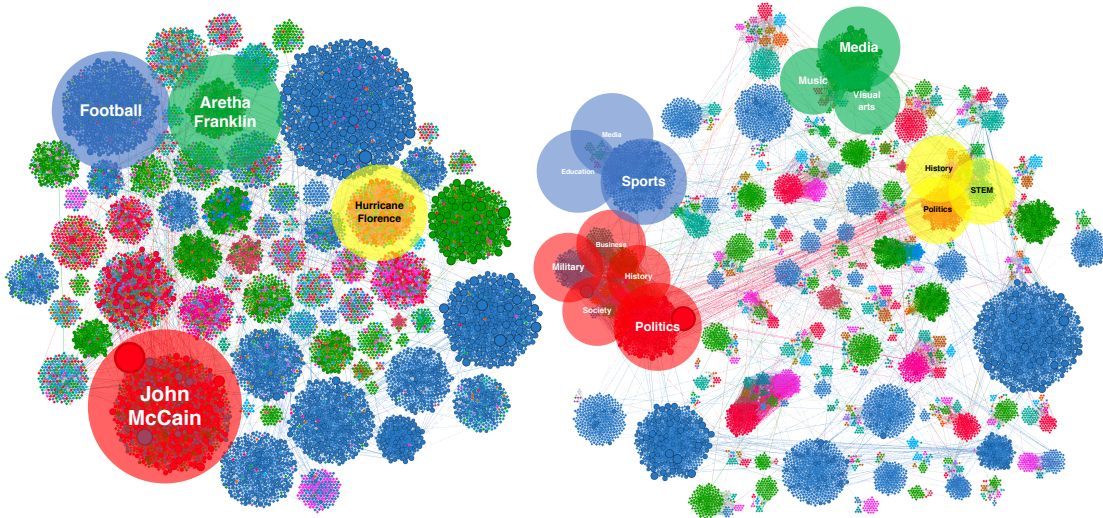 Football
Aretha
Franklin
Hurricane
Florence
John
McCain
Media
Music
Visual
arts
Media
Education
Sports
History
STEM
Politics
Business
Military
History
Society
Politics